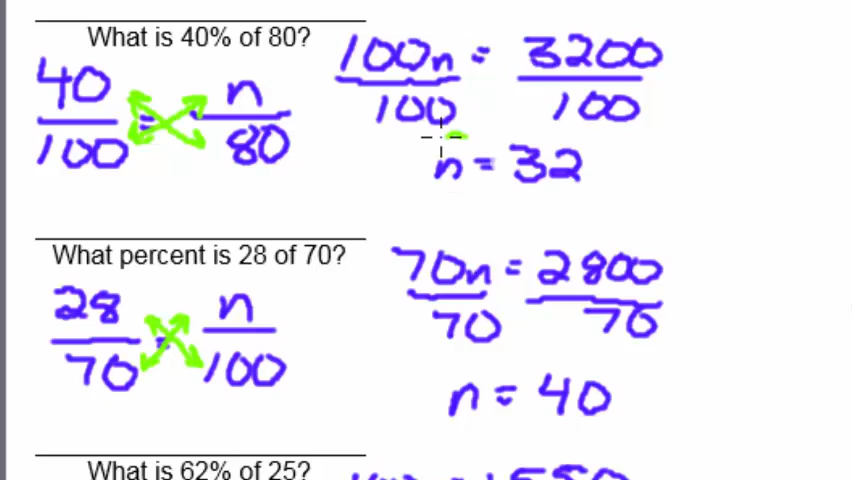 What is 40% of 80?
40/100 = n/80
100n/100 = 3200/100
n = 32
What percent is 28 of 70?
28/70 = n/100
70n/70 = 2800/70
n = 40
What is 62% of 25?